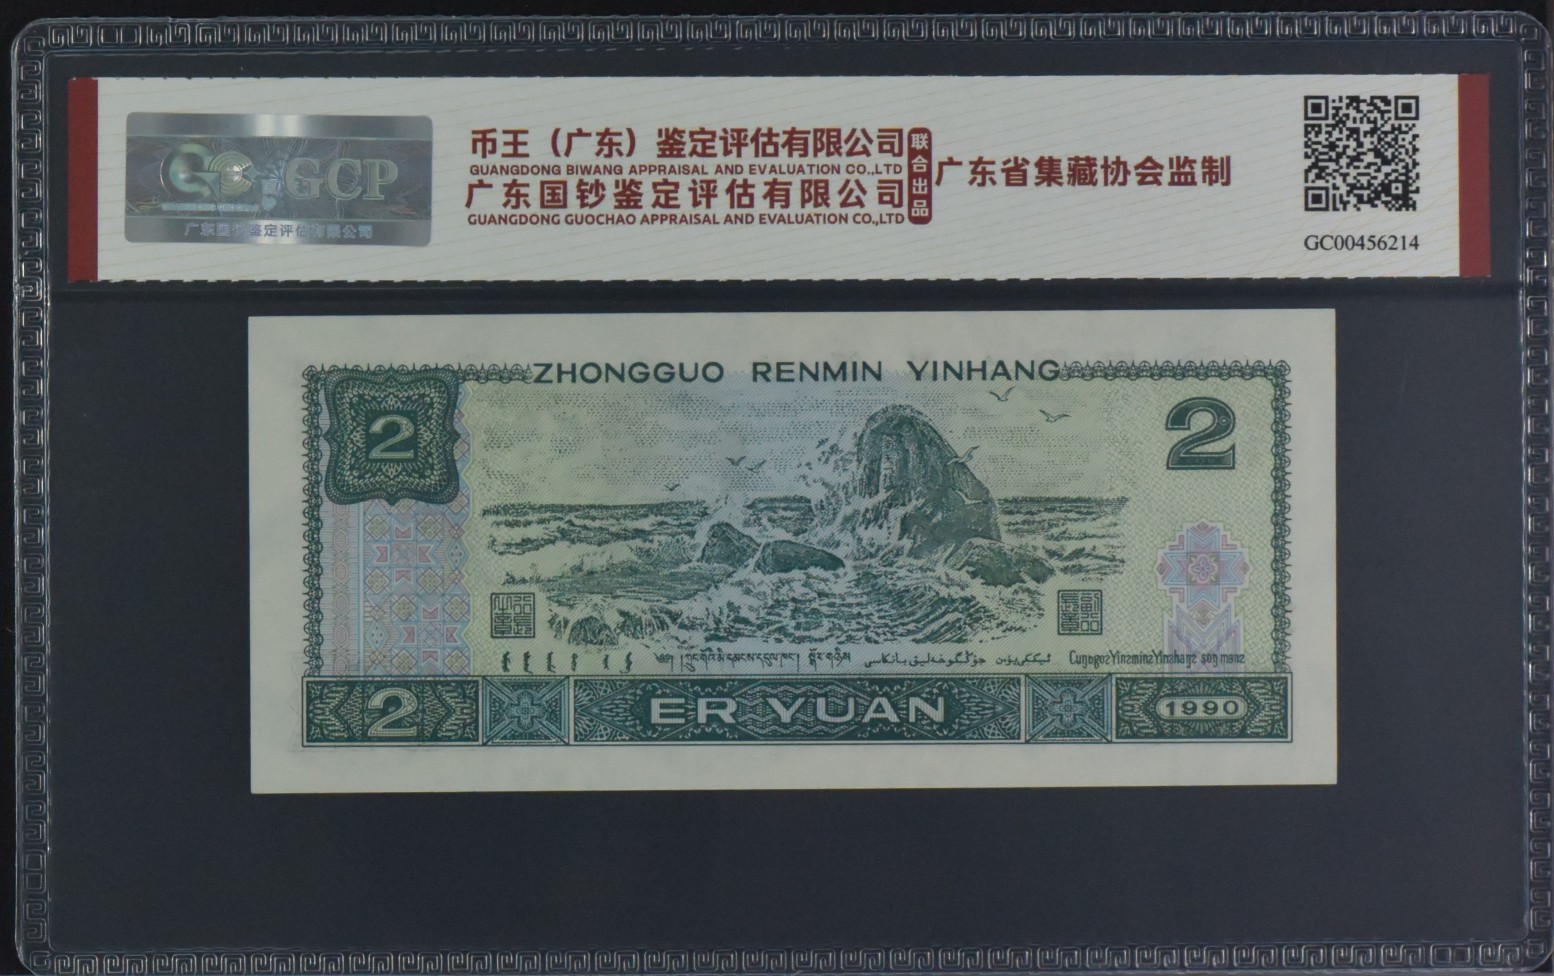 GCP
广东国钞鉴定评估有限公司
币王（广东）鉴定评估有限公司
GUANGDONG BIWANG APPRAISAL AND EVALUATION CO.,LTD
广东国钞鉴定评估有限公司
GUANGDONG GUOCHAO APPRAISAL AND EVALUATION CO.,LTD
联合出品
广东省集藏协会监制
GC00456214
ZHONGGUO RENMIN YINHANG
2
2
Cunƨgoƨ Yinƨminƨ Yinƨhanƨ
2
ER YUAN
1990